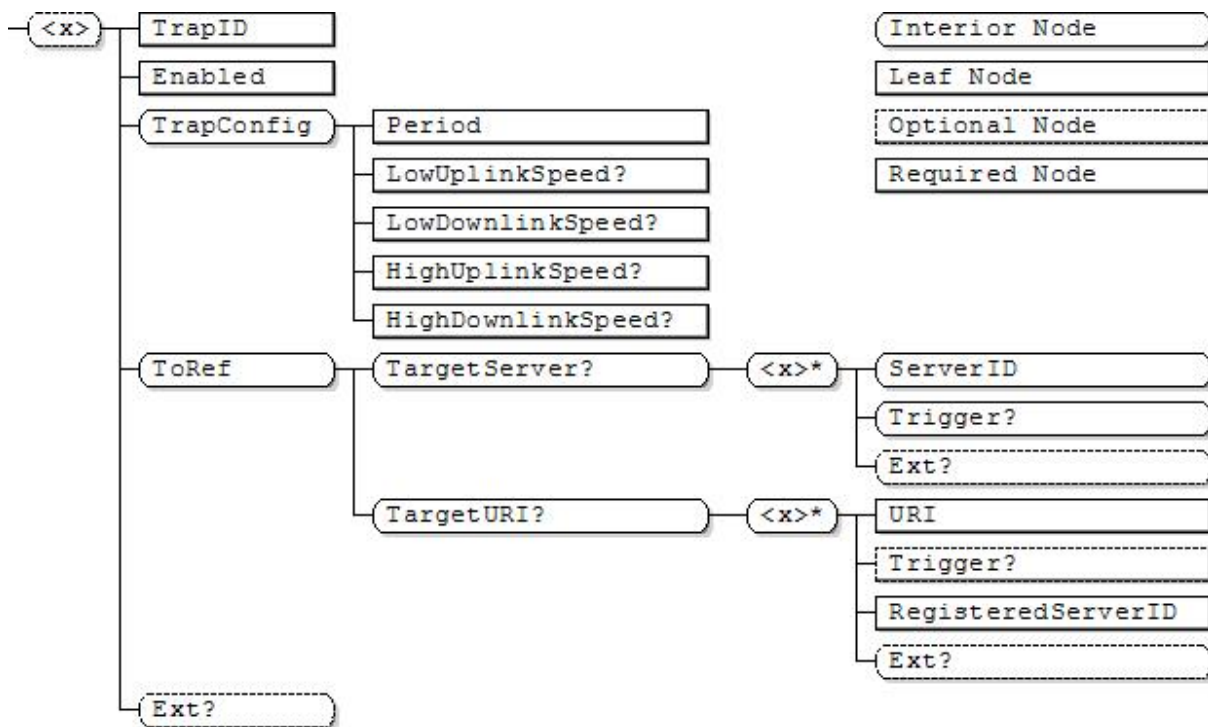 <x>
TrapID
Enabled
TrapConfig
Period
LowUplinkSpeed?
LowDownlinkSpeed?
HighUplinkSpeed?
HighDownlinkSpeed?
ToRef
TargetServer?
<x>*
ServerID
Trigger?
Ext?
TargetURI?
<x>*
URI
Trigger?
RegisteredServerID
Ext?
Ext?
Interior Node
Leaf Node
Optional Node
Required Node